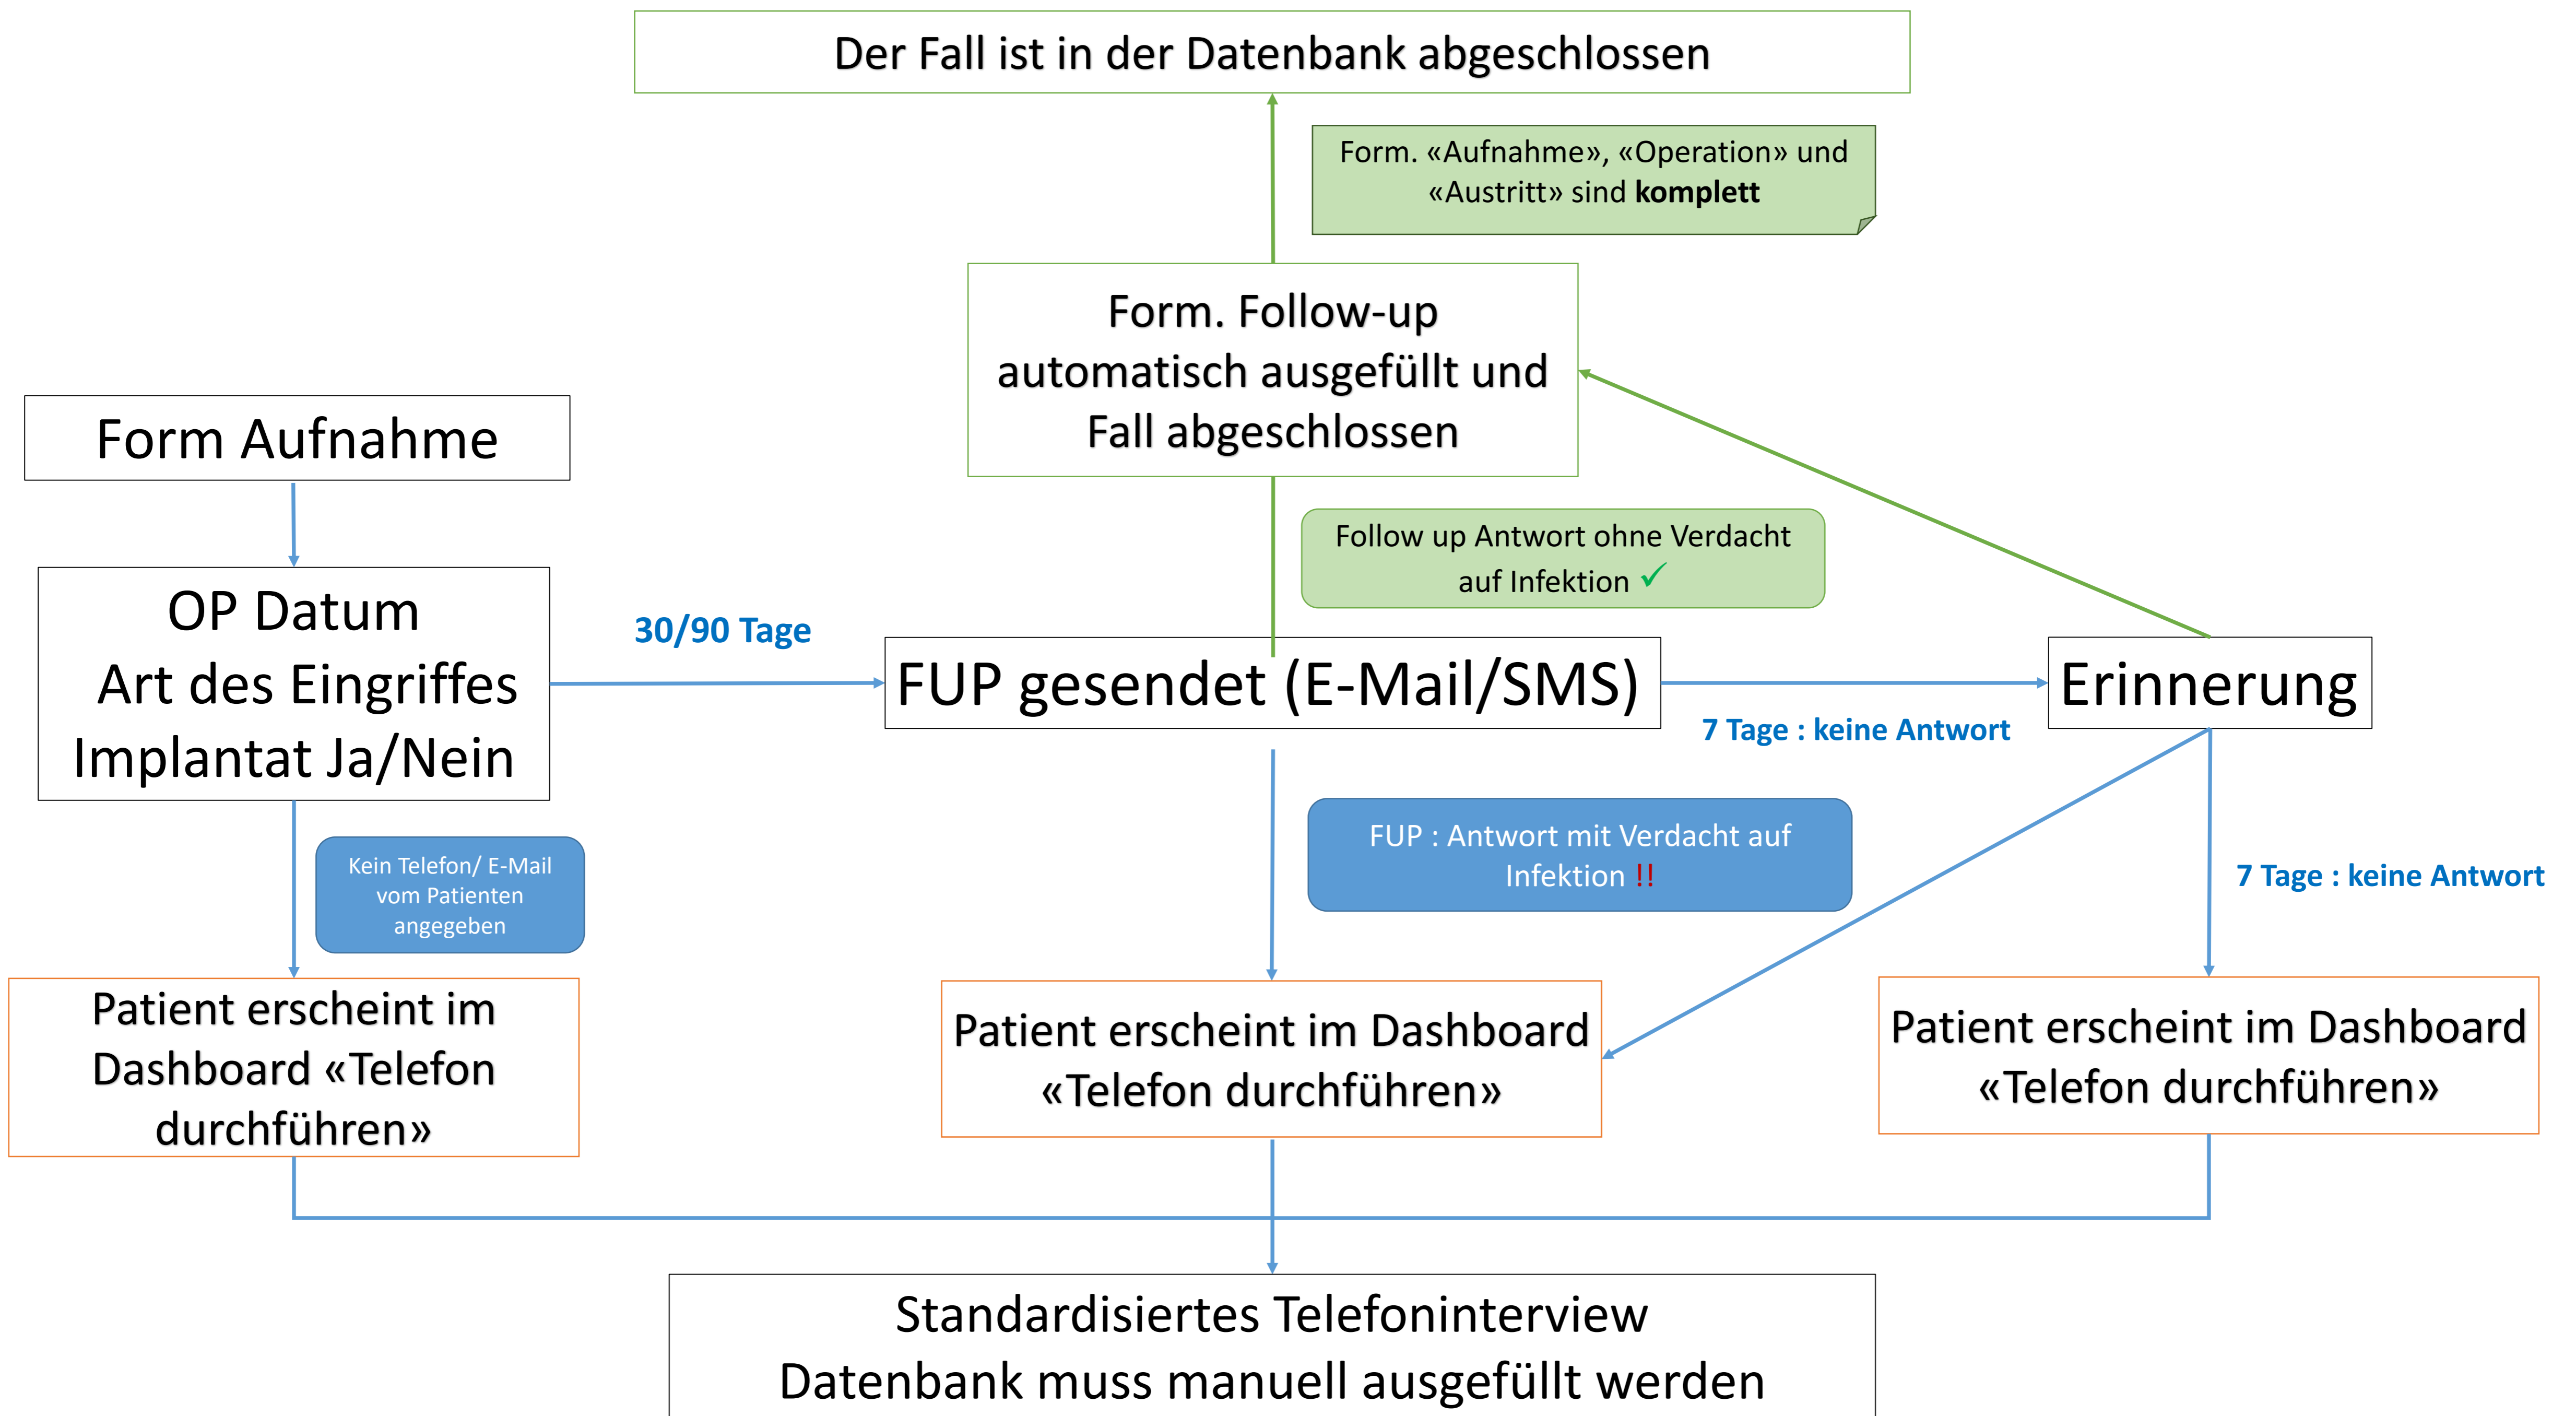 Der Fall ist in der Datenbank abgeschlossen
Form. «Aufnahme», «Operation» und
«Austritt» sind komplett
Form. Follow-up
automatisch ausgefüllt und
Fall abgeschlossen
Form Aufnahme
Follow up Antwort ohne Verdacht
auf Infektion ✓
OP Datum
Art des Eingriffes
Implantat Ja/Nein
30/90 Tage
FUP gesendet (E-Mail/SMS)
7 Tage : keine Antwort
Erinnerung
Kein Telefon/ E-Mail
vom Patienten
angegeben
FUP : Antwort mit Verdacht auf
Infektion !!
7 Tage : keine Antwort
Patient erscheint im
Dashboard «Telefon
durchführen»
Patient erscheint im Dashboard
«Telefon durchführen»
Patient erscheint im Dashboard
«Telefon durchführen»
Standardisiertes Telefoninterview
Datenbank muss manuell ausgefüllt werden